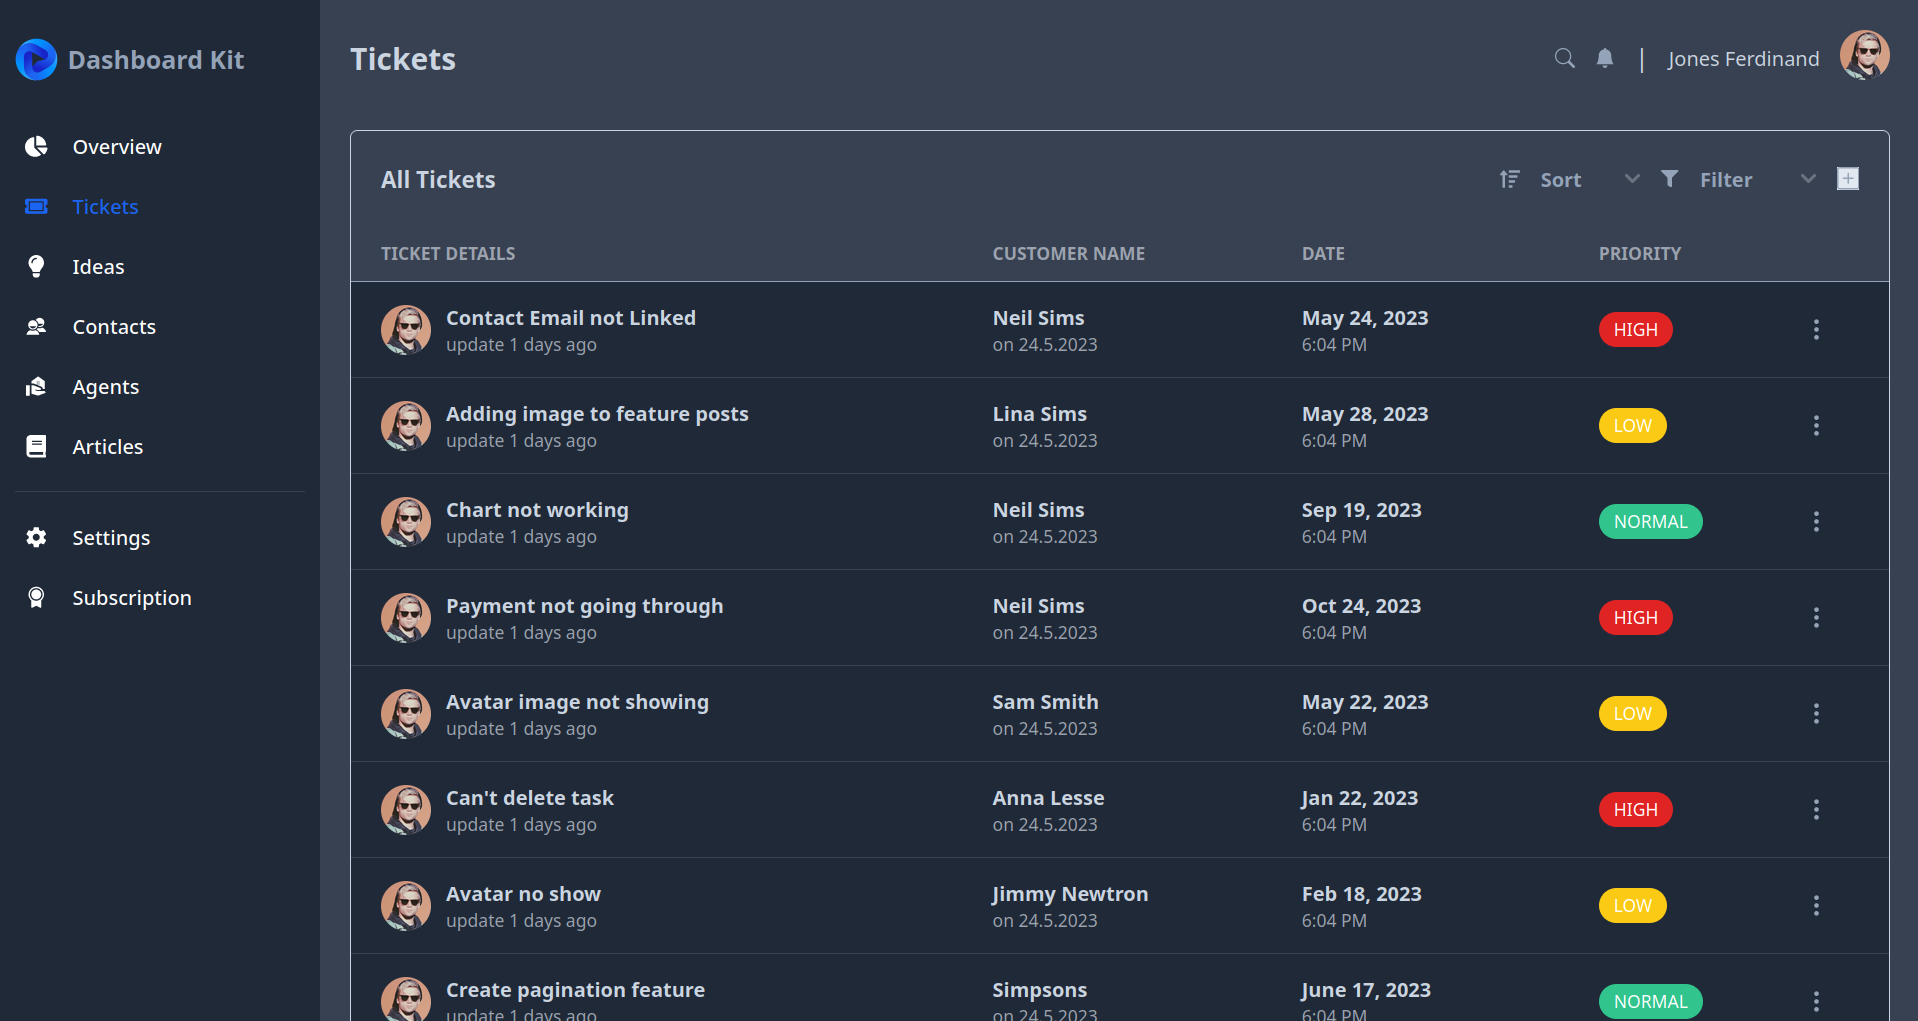 Dashboard Kit
Overview
Tickets
Ideas
Contacts
Agents
Articles
Settings
Subscription
Tickets
Jones Ferdinand
All Tickets
Sort
Filter
TICKET DETAILS CUSTOMER NAME DATE PRIORITY
Contact Email not Linked Neil Sims May 24, 2023
update 1 days ago on 24.5.2023 6:04 PM
HIGH
Adding image to feature posts Lina Sims May 28, 2023
update 1 days ago on 24.5.2023 6:04 PM
LOW
Chart not working Neil Sims Sep 19, 2023
update 1 days ago on 24.5.2023 6:04 PM
NORMAL
Payment not going through Neil Sims Oct 24, 2023
update 1 days ago on 24.5.2023 6:04 PM
HIGH
Avatar image not showing Sam Smith May 22, 2023
update 1 days ago on 24.5.2023 6:04 PM
LOW
Can't delete task Anna Lesse Jan 22, 2023
update 1 days ago on 24.5.2023 6:04 PM
HIGH
Avatar no show Jimmy Newtron Feb 18, 2023
update 1 days ago on 24.5.2023 6:04 PM
LOW
Create pagination feature Simpsons June 17, 2023
update 1 days ago on 24.5.2023 6:04 PM
NORMAL